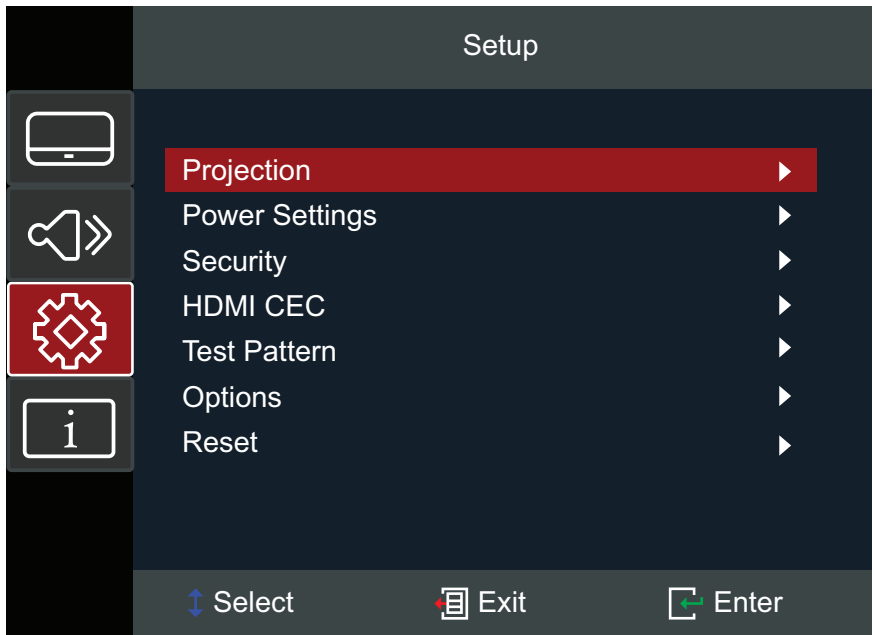 Setup
Projection
Power Settings
Security
HDMI CEC
Test Pattern
Options
i
Reset
Select Exit Enter